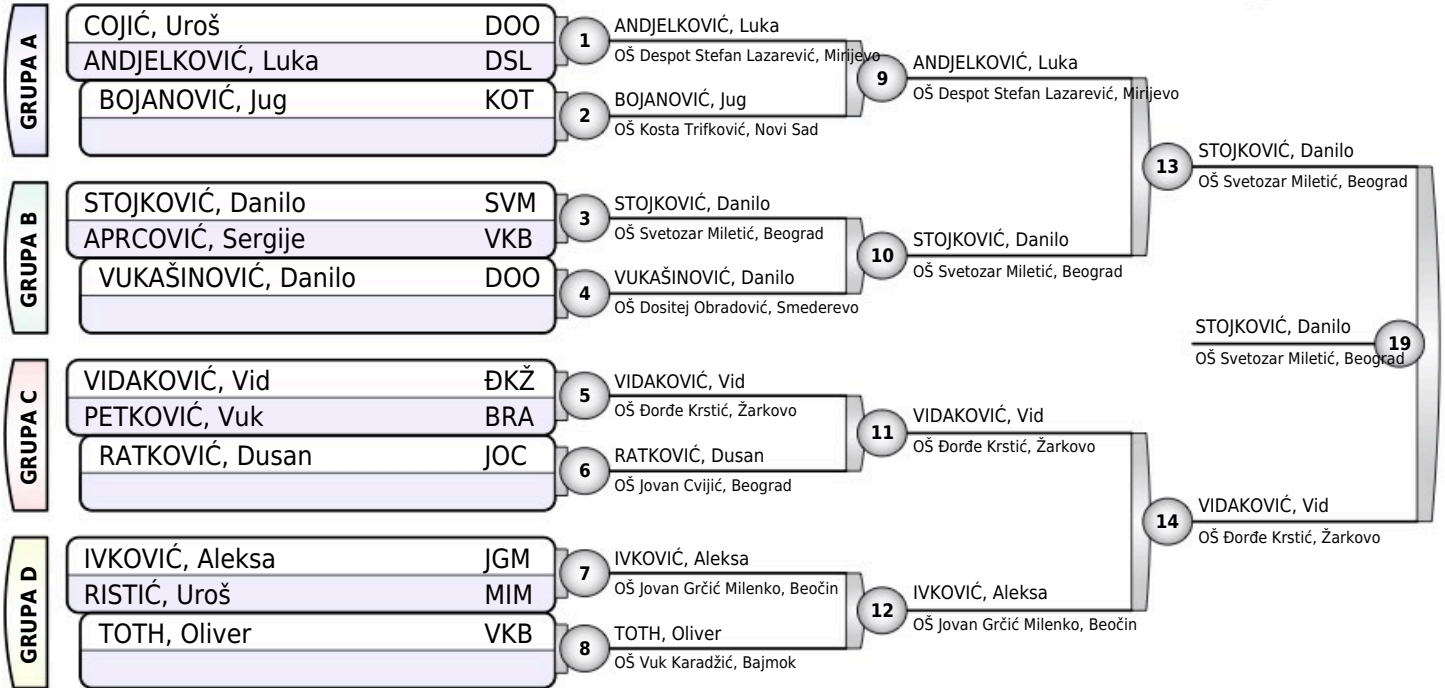 GRUPA A
COJIĆ, Uroš DOO
ANDJELKOVIĆ, Luka DSL
BOJANOVIĆ, Jug KOT
GRUPA B
STOJKOVIĆ, Danilo SVM
APRCOVIĆ, Sergije VKB
VUKAŠINOVIĆ, Danilo DOO
GRUPA C
VIDAKOVIĆ, Vid ĐKŽ
PETKOVIĆ, Vuk BRA
RATKOVIĆ, Dusan JOC
GRUPA D
IVKOVIĆ, Aleksa JGM
RISTIĆ, Uroš MIM
TOTH, Oliver VKB
1
ANDJELKOVIĆ, Luka
OŠ Despot Stefan Lazarević, Mirijevo
2
BOJANOVIĆ, Jug
OŠ Kosta Trifković, Novi Sad
3
STOJKOVIĆ, Danilo
OŠ Svetozar Miletić, Beograd
4
VUKAŠINOVIĆ, Danilo
OŠ Dositej Obradović, Smederevo
5
VIDAKOVIĆ, Vid
OŠ Đorđe Krstić, Žarkovo
6
RATKOVIĆ, Dusan
OŠ Jovan Cvijić, Beograd
7
IVKOVIĆ, Aleksa
OŠ Jovan Grčić Milenko, Beočin
8
TOTH, Oliver
OŠ Vuk Karadžić, Bajmok
9
ANDJELKOVIĆ, Luka
OŠ Despot Stefan Lazarević, Mirijevo
10
STOJKOVIĆ, Danilo
OŠ Svetozar Miletić, Beograd
11
VIDAKOVIĆ, Vid
OŠ Đorđe Krstić, Žarkovo
12
IVKOVIĆ, Aleksa
OŠ Jovan Grčić Milenko, Beočin
13
STOJKOVIĆ, Danilo
OŠ Svetozar Miletić, Beograd
14
VIDAKOVIĆ, Vid
OŠ Đorđe Krstić, Žarkovo
STOJKOVIĆ, Danilo
19
OŠ Svetozar Miletić, Beograd